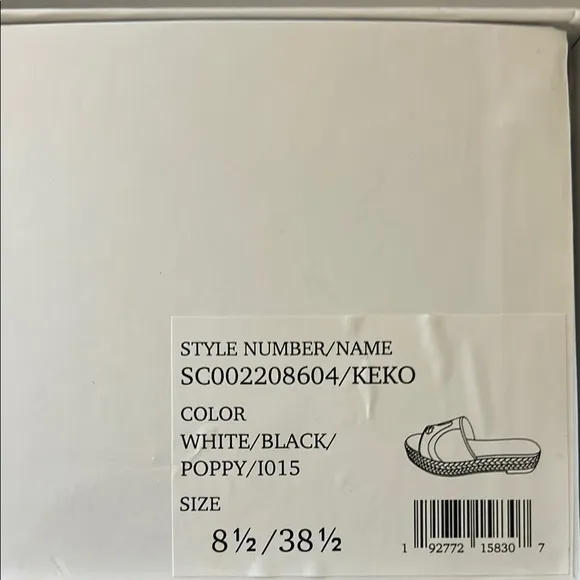 STYLE NUMBER/NAME
SC002208604/KEKO
COLOR
WHITE/BLACK/
POPPY/I015
SIZE
8½/38½
1 92772 15830 7